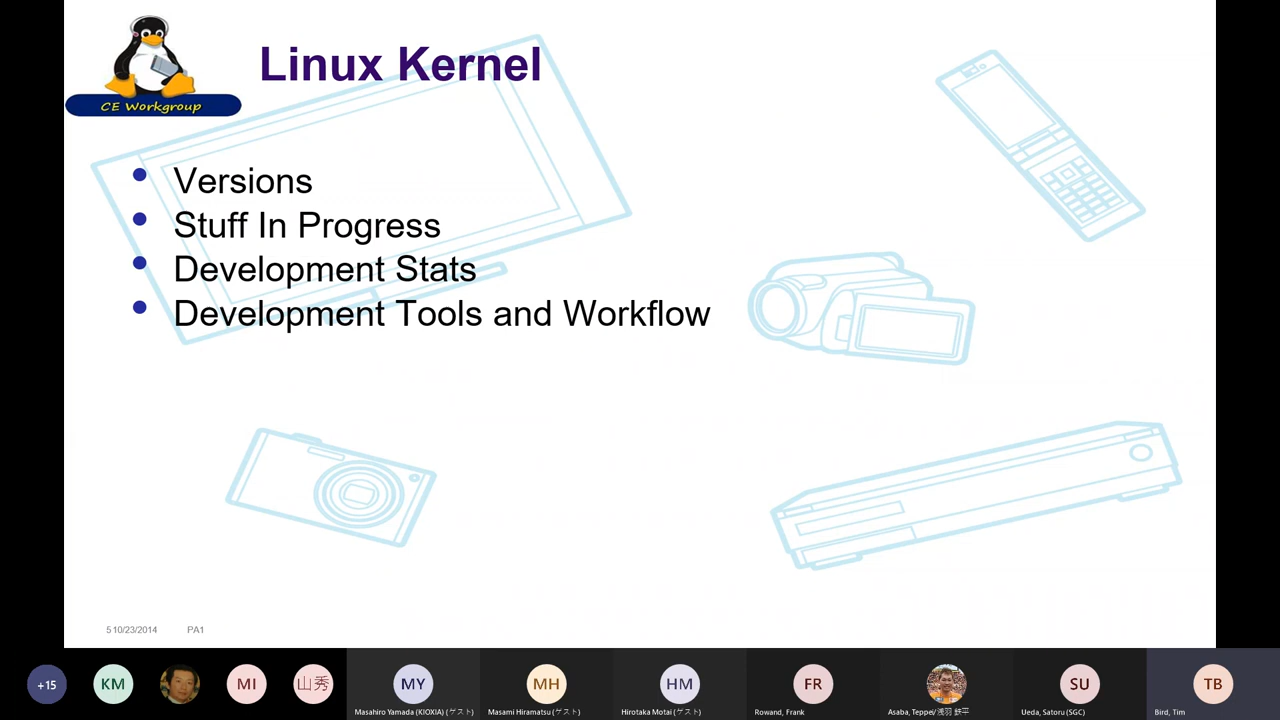 Linux Kernel
CE Workgroup
Versions
Stuff In Progress
Development Stats
Development Tools and Workflow
5 10/23/2014 PA1
+15
KM
MI
山秀
MY
MH
HM
FR
SU
TB
Masahiro Yamada (KIOXIA) (ゲスト)
Masami Hiramatsu (ゲスト)
Hirotaka Motai (ゲスト)
Rowand, Frank
Asaba, Teppei/浅羽 鉄平
Ueda, Satoru (SGC)
Bird, Tim